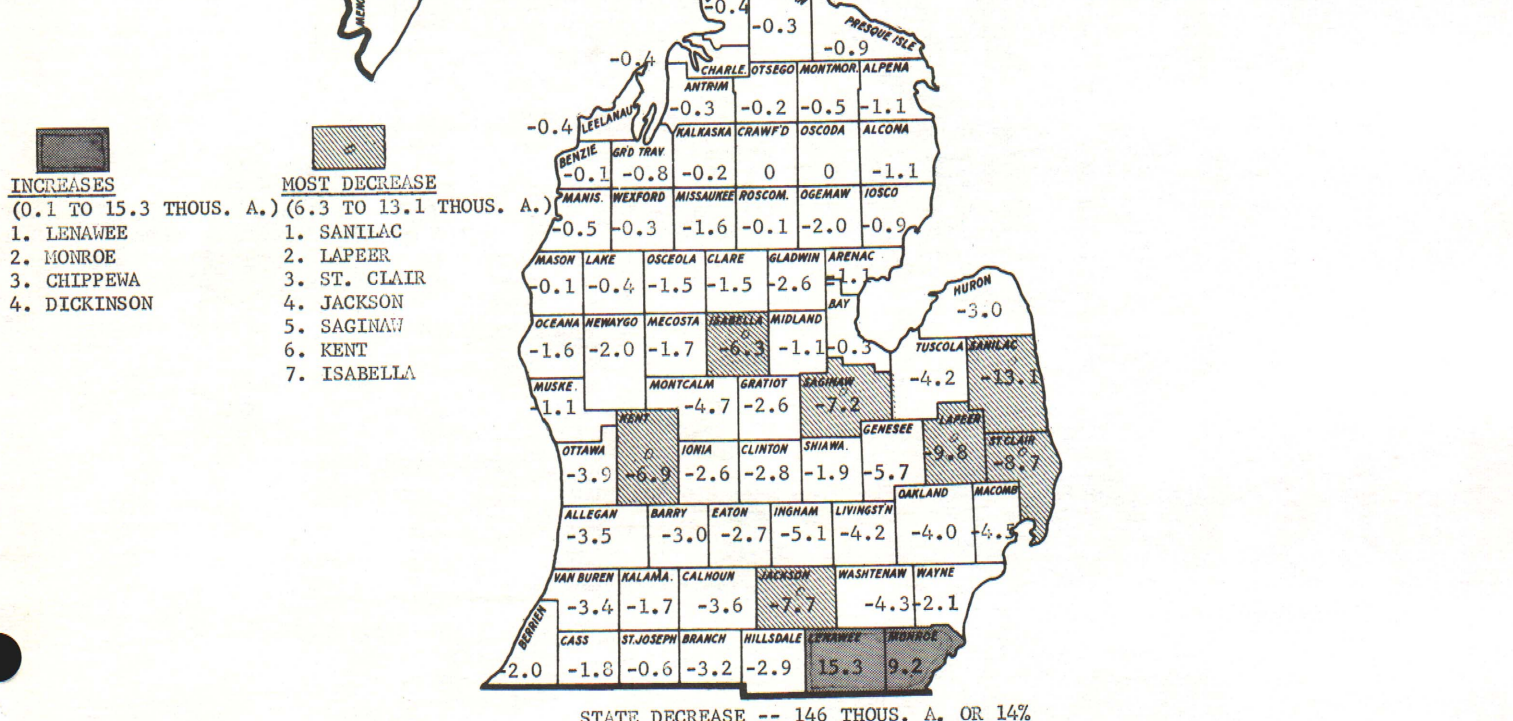 MENO
-0.4
-0.3
PRESQUE ISLE
-0.9
-0.4
CHARLE. OTSEGO MONTMOR. ALPENA
ANTRIM
-0.3 -0.2 -0.5 -1.1
-0.4 LEELANAU
KALKASKA CRAWF'D OSCODA ALCONA
BENZIE GR'D TRAV.
-0.1 -0.8 -0.2 0 0 -1.1
INCREASES
(0.1 TO 15.3 THOUS. A.)
1. LENAWEE
2. MONROE
3. CHIPPEWA
4. DICKINSON
MOST DECREASE
(6.3 TO 13.1 THOUS. A.)
1. SANILAC
2. LAPEER
3. ST. CLAIR
4. JACKSON
5. SAGINAW
6. KENT
7. ISABELLA
MANIS. WEXFORD MISSAUKEE ROSCOM. OGEMAW IOSCO
-0.5 -0.3 -1.6 -0.1 -2.0 -0.9
MASON LAKE OSCEOLA CLARE GLADWIN ARENAC
-0.1 -0.4 -1.5 -1.5 -2.6 -1.1
BAY
HURON
-3.0
OCEANA NEWAYGO MECOSTA ISABELLA MIDLAND
-1.6 -2.0 -1.7 -6.3 -1.1 -0.3
TUSCOLA SANILAC
-4.2 -13.1
MUSKE. MONTCALM GRATIOT SAGINAW
-1.1 -4.7 -2.6 -7.2
KENT GENESEE LAPEER
OTTAWA IONIA CLINTON SHIAWA. ST.CLAIR
-3.9 -6.9 -2.6 -2.8 -1.9 -5.7 -9.8 -8.7
OAKLAND MACOMB
ALLEGAN BARRY EATON INGHAM LIVINGST'N
-3.5 -3.0 -2.7 -5.1 -4.2 -4.0 -4.5
VAN BUREN KALAMA. CALHOUN JACKSON WASHTENAW WAYNE
-3.4 -1.7 -3.6 -7.7 -4.3 -2.1
BERRIEN
CASS ST.JOSEPH BRANCH HILLSDALE LENAWEE MONROE
-2.0 -1.8 -0.6 -3.2 -2.9 15.3 9.2
STATE DECREASE -- 146 THOUS. A. OR 14%